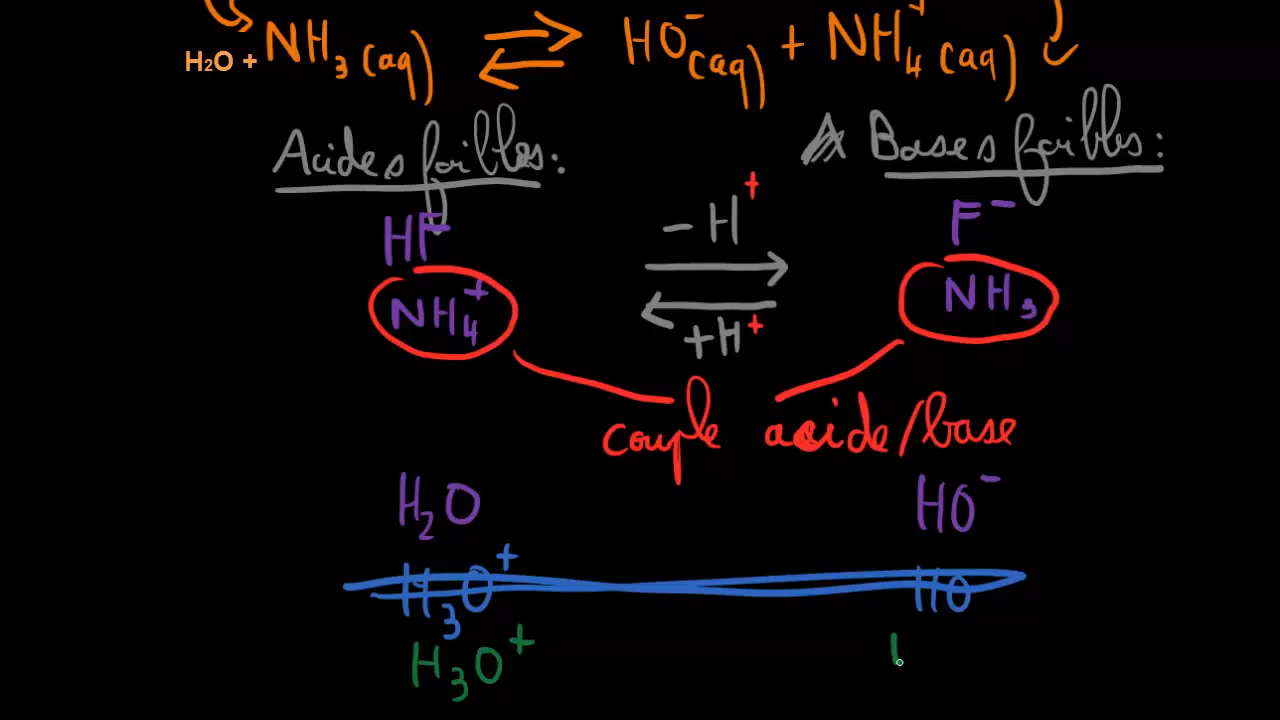 H₂O + NH₃ (aq) ⇌ HO⁻(aq) + NH₄⁺ (aq)
Acides faibles: Bases faibles:
HF -H⁺ F⁻
NH₄⁺ +H⁺ NH₃
couple acide/base
H₂O HO⁻
H₃O⁺ HO
H₃O⁺